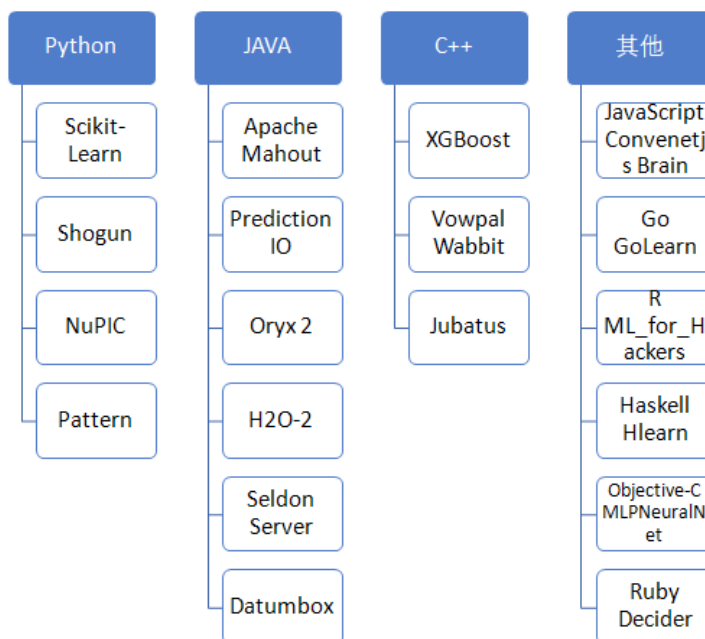 Python
Scikit-
Learn
Shogun
NuPIC
Pattern
JAVA
Apache
Mahout
Prediction
IO
Oryx 2
H2O-2
Seldon
Server
Datumbox
C++
XGBoost
Vowpal
Wabbit
Jubatus
其他
JavaScript
Convenetj
s Brain
Go
GoLearn
R
ML_for_H
ackers
Haskell
Hlearn
Objective-C
MLPNeuralN
et
Ruby
Decider